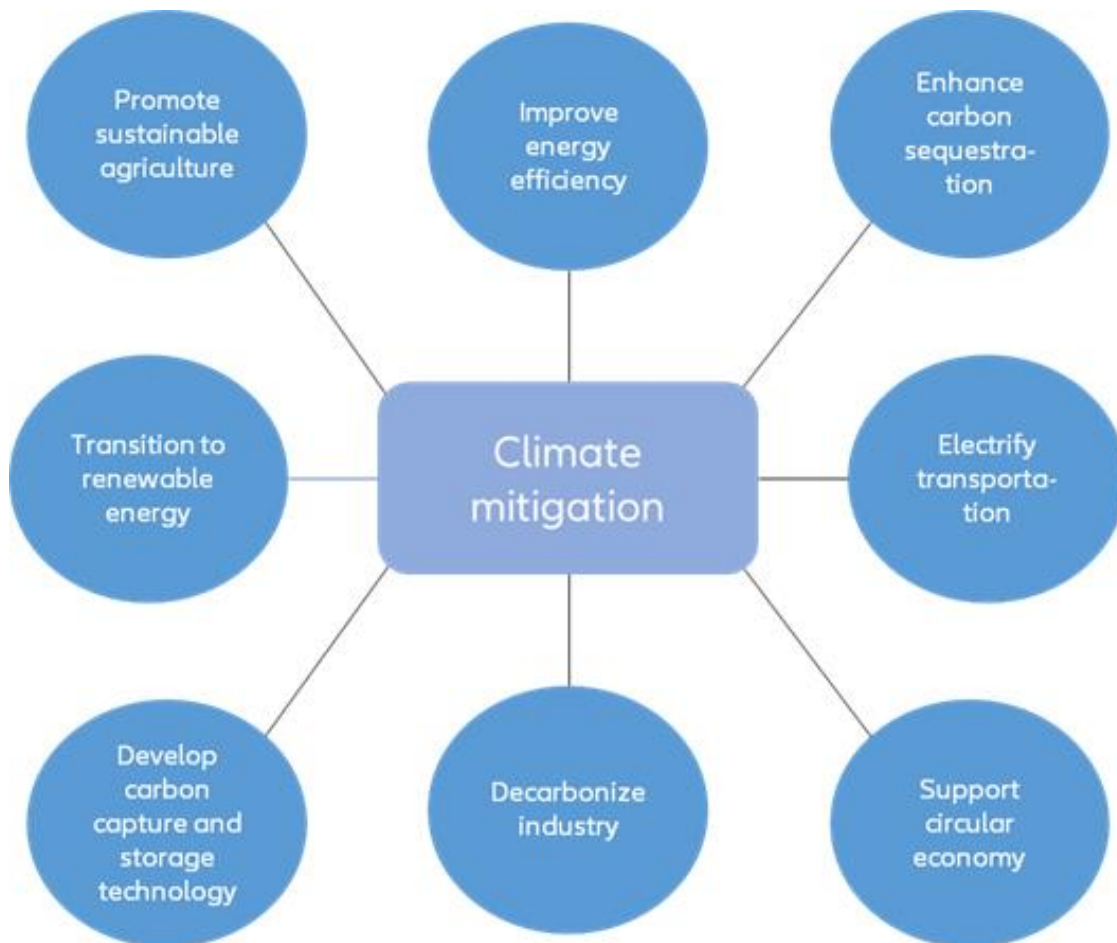 Promote
sustainable
agriculture
Improve
energy
efficiency
Enhance
carbon
sequestra-
tion
Transition to
renewable
energy
Climate
mitigation
Electrify
transporta-
tion
Develop
carbon
capture and
storage
technology
Decarbonize
industry
Support
circular
economy